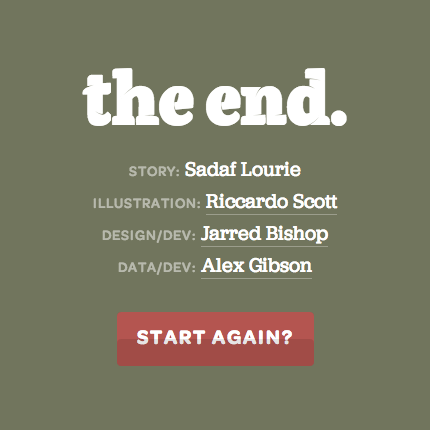 the end.
STORY: Sadaf Lourie
ILLUSTRATION: Riccardo Scott
DESIGN/DEV: Jarred Bishop
DATA/DEV: Alex Gibson
START AGAIN?